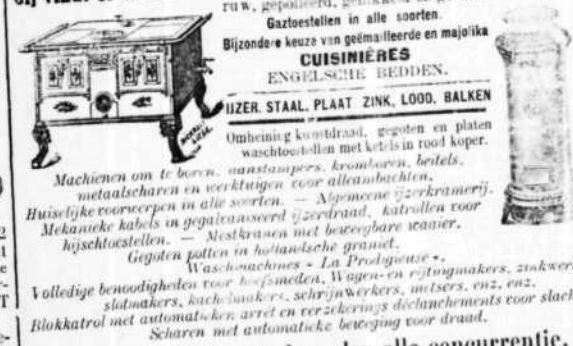 ruw, gepolierd,
Gaztoestellen in alle soorten.
Bijzondere keuze van geëmailleerde en majolika
CUISINIÈRES
ENGELSCHE BEDDEN.
IJZER. STAAL. PLAAT. ZINK, LOOD. BALKEN
Omheining kunstdraad, gegoten en platen
waschtoestellen met ketels in rood koper.
Machienen om te boren, aanstampers, kromboren, beitels,
metaalscharen en werktuigen voor alle ambachten,
Huiselijke voorwerpen in alle soorten. — Algemeene ijzerkramerij.
Mekanieke kabels in gegalvaniseerd ijzerdraad, katrollen voor
hijschtoestellen. — Mestkranen met beweegbare wanier.
Gegoten potten in hollandsche graniet.
Waschmachines « La Prodigieuse ».
Volledige benoodigheden voor hoefsmeden, Wagen- en rijtuigmakers, zinkwer
slotmakers, kachelmakers, schrijnwerkers, metsers, enz, enz,
Blokkatrol met automatieken arrêt en verzekerings déclanchements voor slach
Scharen met automatieke beweging voor draad.
alle concurrentie.